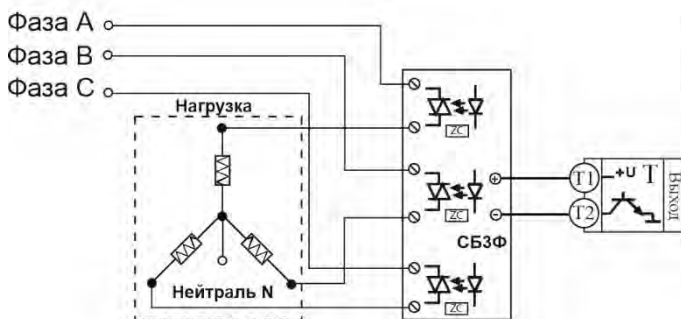 Фаза А
Фаза В
Фаза С
Нагрузка
ZC
ZC
+
−
T1
+U T
T2
Выход
СБ3Ф
Нейтраль N
ZC